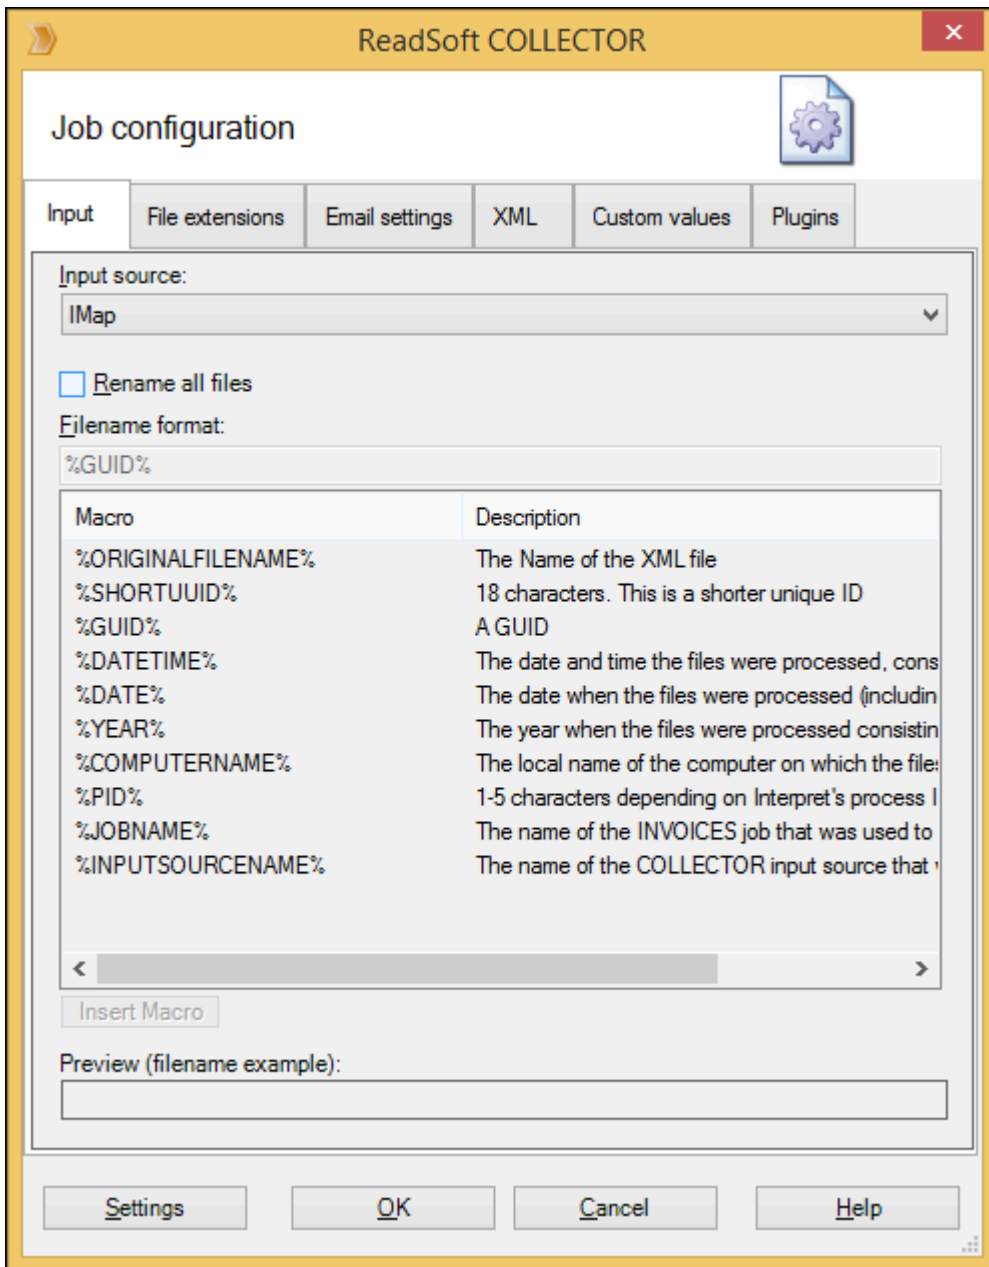 ReadSoft COLLECTOR
Job configuration
Input File extensions Email settings XML Custom values Plugins
Input source:
IMap
Rename all files
Filename format:
%GUID%
Macro Description
%ORIGINALFILENAME% The Name of the XML file
%SHORTUUID% 18 characters. This is a shorter unique ID
%GUID% A GUID
%DATETIME% The date and time the files were processed, cons
%DATE% The date when the files were processed (includin
%YEAR% The year when the files were processed consistin
%COMPUTERNAME% The local name of the computer on which the file
%PID% 1-5 characters depending on Interpret's process I
%JOBNAME% The name of the INVOICES job that was used to
%INPUTSOURCENAME% The name of the COLLECTOR input source that
Insert Macro
Preview (filename example):
Settings OK Cancel Help